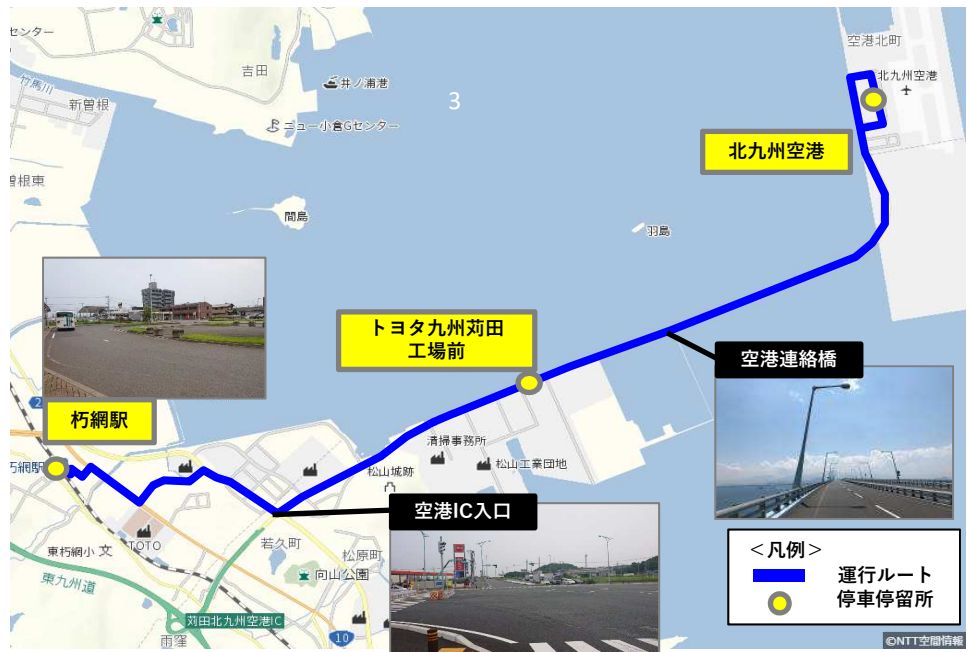 センター
竹馬川
新曽根
曽根東
吉田
井ノ浦港
ニュー小倉Gセンター
3
間島
羽島
空港北町
北九州空港
北九州空港
トヨタ九州苅田
工場前
空港連絡橋
朽網駅
2
朽網駅
清掃事務所
松山城跡
松山工業団地
空港IC入口
TOTO
東朽網小
文
若久町
松原町
向山公園
東九州道
苅田北九州空港IC
雨窪
10
<凡例>
運行ルート
停車停留所
©NTT空間情報